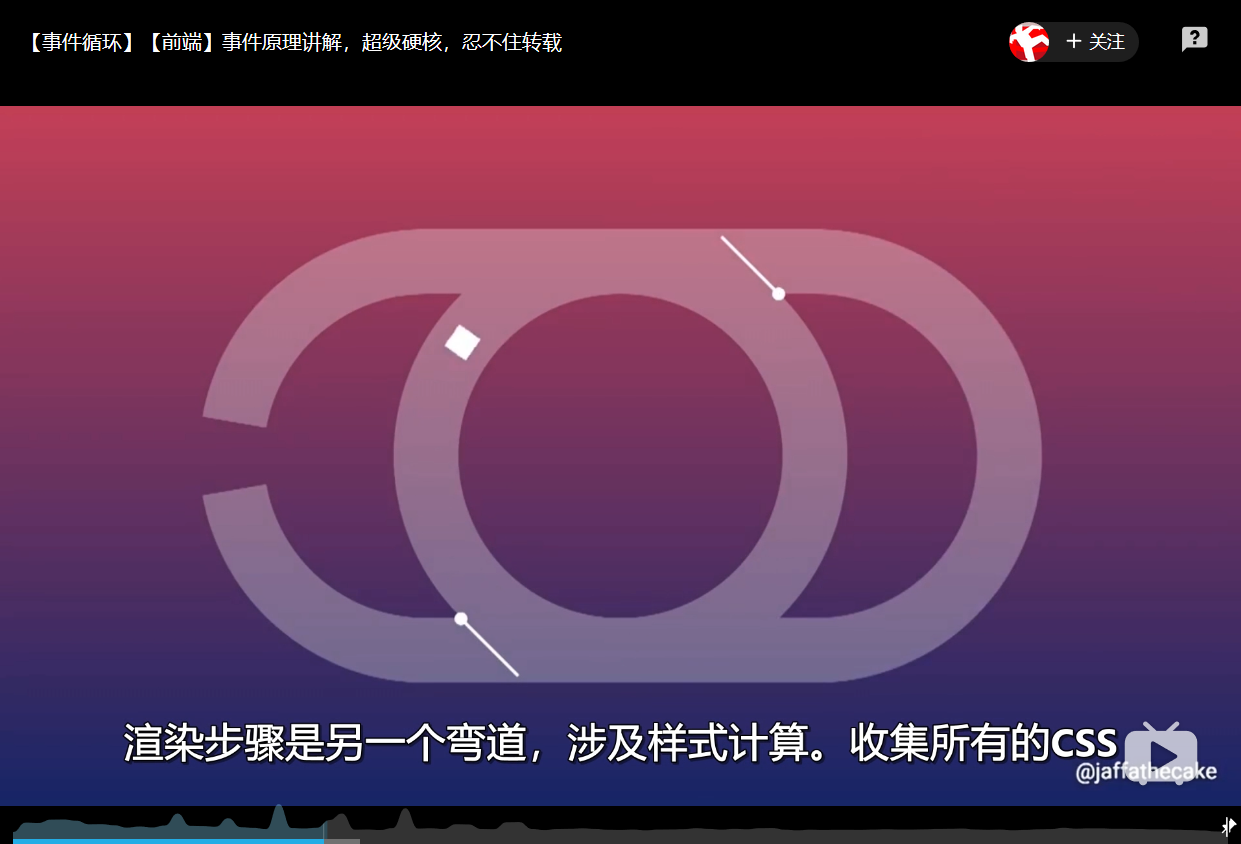 【事件循环】【前端】事件原理讲解，超级硬核，忍不住转载
+ 关注
?
渲染步骤是另一个弯道，涉及样式计算。收集所有的CSS
@jaffathecake